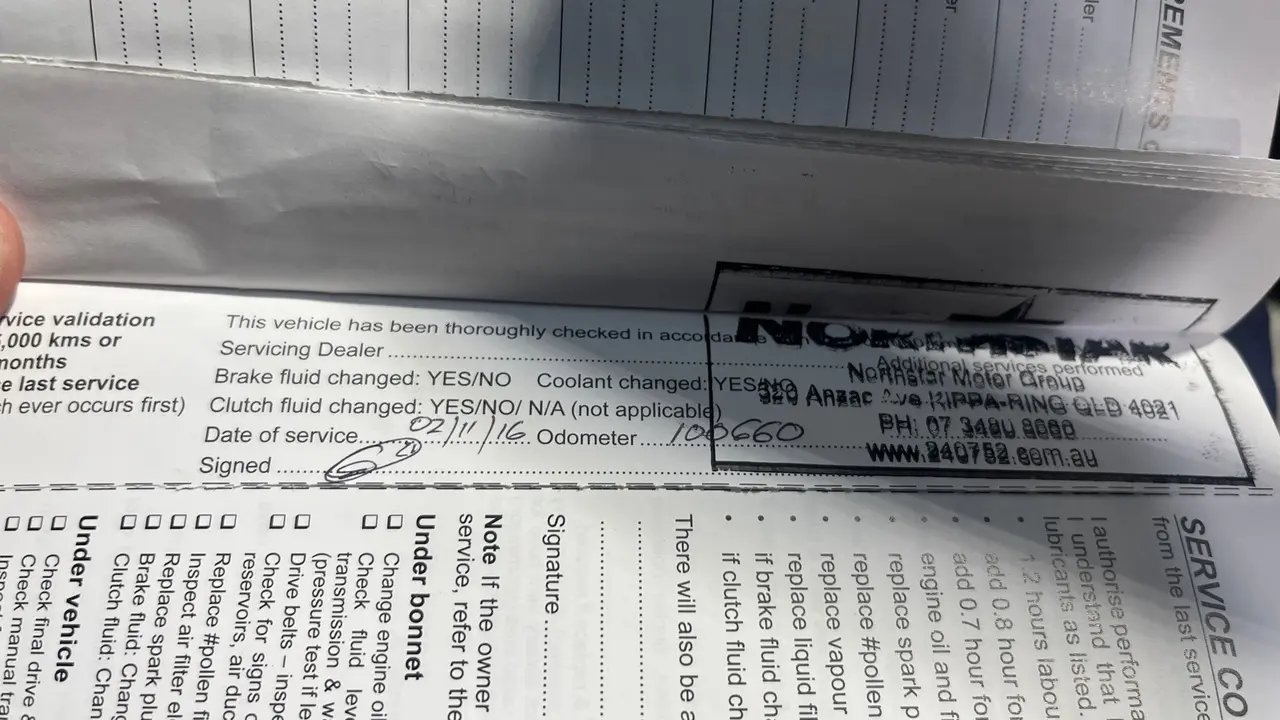 EMENTS
vice validation
,000 kms or
months
e last service
h ever occurs first)
This vehicle has been thoroughly checked in accordance
Servicing Dealer
Additional services performed
Brake fluid changed: YES/NO Coolant changed: YES/NO
Clutch fluid changed: YES/NO/ N/A (not applicable)
Date of service 02/11/16. Odometer 100660
Signed
Northstar Motor Group
320 Anzac Ave KIPPA-RING QLD 4021
PH: 07
www.
.com.au
SERVICE CO
from the last servic
I authorise performa
I understand that
lubricants as listed.
• 1.2 hours labou
• add 0.8 hour fo
• add 0.7 hour fo
• engine oil and f
• replace spark p
• replace #pollen
• replace vapour
• replace liquid fi
• if brake fluid ch
• if clutch fluid ch
There will also be a
Signature
Note If the owner
service, refer to the
Under bonnet
☐ Change engine oil
☐ Check fluid leve
transmission & wa
(pressure test if le
☐ Drive belts – inspe
☐ Check for signs o
reservoirs, air duc
☐ Replace #pollen fi
☐ Inspect air filter el
☐ Replace spark plu
☐ Brake fluid: Chang
☐ Clutch fluid: Chan
Under vehicle
☐ Check final drive &
☐ Check manual tra